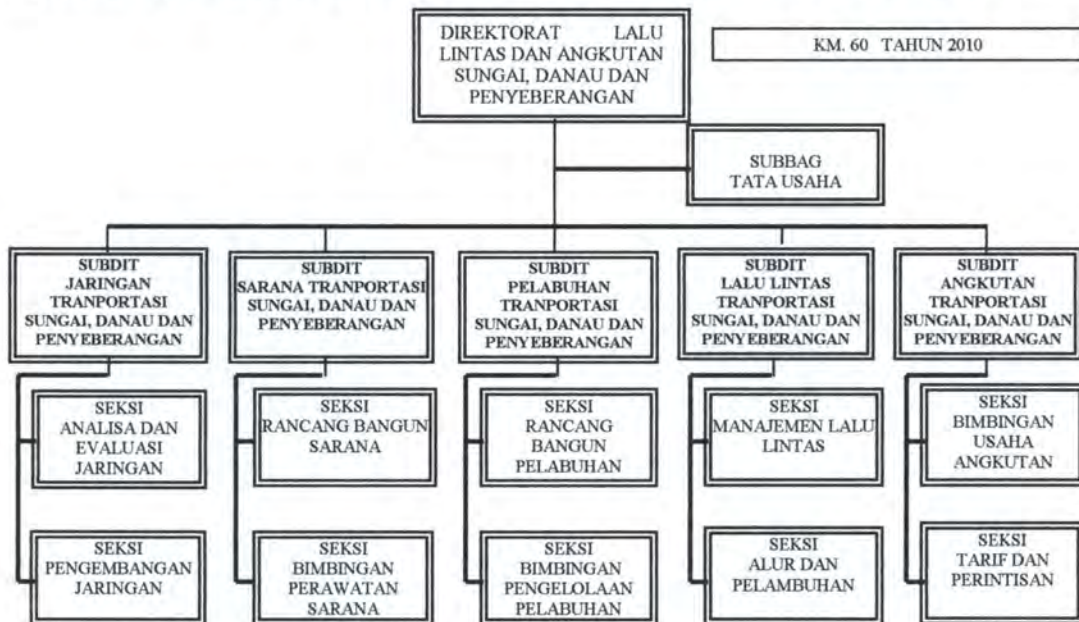 DIREKTORAT LALU
LINTAS DAN ANGKUTAN
SUNGAI, DANAU DAN
PENYEBERANGAN
KM. 60 TAHUN 2010
SUBBAG
TATA USAHA
SUBDIT
JARINGAN
TRANPORTASI
SUNGAI, DANAU DAN
PENYEBERANGAN
SUBDIT
SARANA TRANPORTASI
SUNGAI, DANAU DAN
PENYEBERANGAN
SUBDIT
PELABUHAN
TRANPORTASI
SUNGAI, DANAU DAN
PENYEBERANGAN
SUBDIT
LALU LINTAS
TRANPORTASI
SUNGAI, DANAU DAN
PENYEBERANGAN
SUBDIT
ANGKUTAN
TRANPORTASI
SUNGAI, DANAU DAN
PENYEBERANGAN
SEKSI
ANALISA DAN
EVALUASI
JARINGAN
SEKSI
RANCANG BANGUN
SARANA
SEKSI
RANCANG
BANGUN
PELABUHAN
SEKSI
MANAJEMEN LALU
LINTAS
SEKSI
BIMBINGAN
USAHA
ANGKUTAN
SEKSI
PENGEMBANGAN
JARINGAN
SEKSI
BIMBINGAN
PERAWATAN
SARANA
SEKSI
BIMBINGAN
PENGELOLAAN
PELABUHAN
SEKSI
ALUR DAN
PELAMBUHAN
SEKSI
TARIF DAN
PERINTISAN